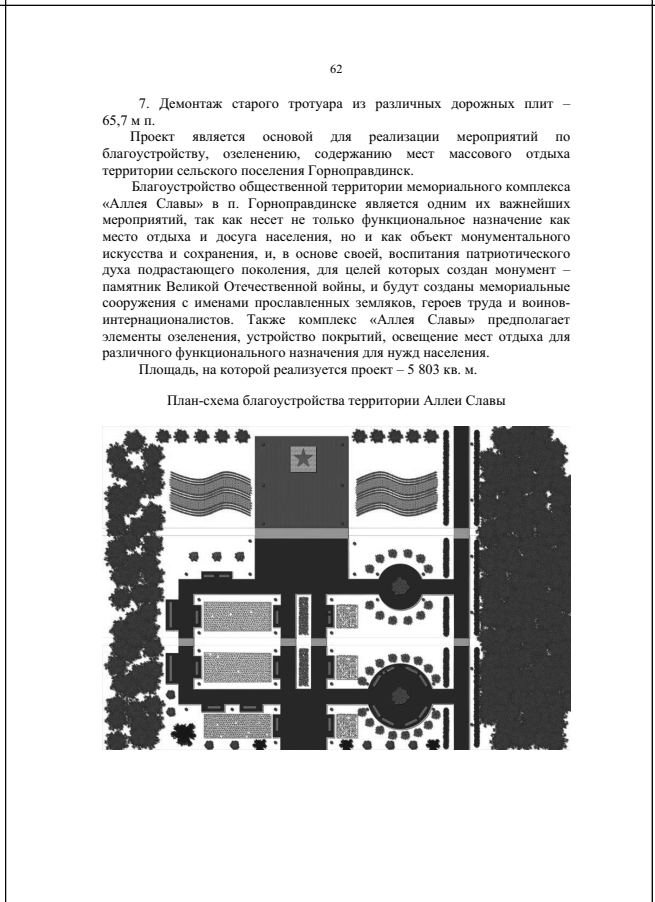 62
7. Демонтаж старого тротуара из различных дорожных плит –
65,7 м п.
Проект является основой для реализации мероприятий по
благоустройству, озеленению, содержанию мест массового отдыха
территории сельского поселения Горноправдинск.
Благоустройство общественной территории мемориального комплекса
«Аллея Славы» в п. Горноправдинске является одним их важнейших
мероприятий, так как несет не только функциональное назначение как
место отдыха и досуга населения, но и как объект монументального
искусства и сохранения, и, в основе своей, воспитания патриотического
духа подрастающего поколения, для целей которых создан монумент –
памятник Великой Отечественной войны, и будут созданы мемориальные
сооружения с именами прославленных земляков, героев труда и воинов-
интернационалистов. Также комплекс «Аллея Славы» предполагает
элементы озеленения, устройство покрытий, освещение мест отдыха для
различного функционального назначения для нужд населения.
Площадь, на которой реализуется проект – 5 803 кв. м.
План-схема благоустройства территории Аллеи Славы